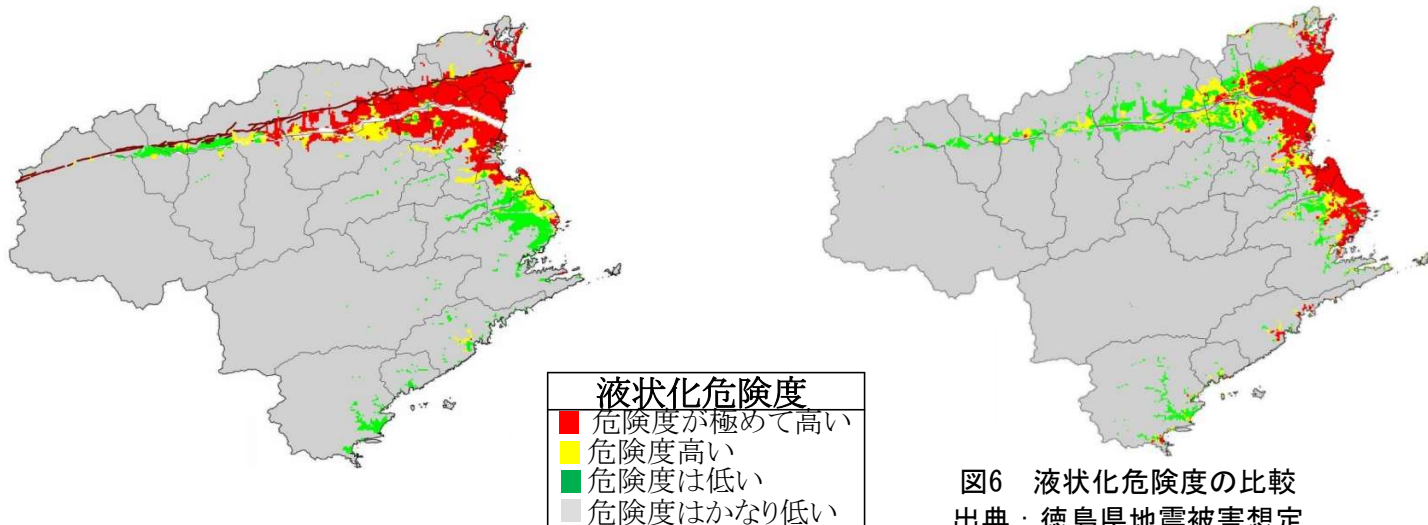 液状化危険度
危険度が極めて高い
危険度高い
危険度は低い
危険度はかなり低い
図6 液状化危険度の比較
出典:徳島県地震被害想定